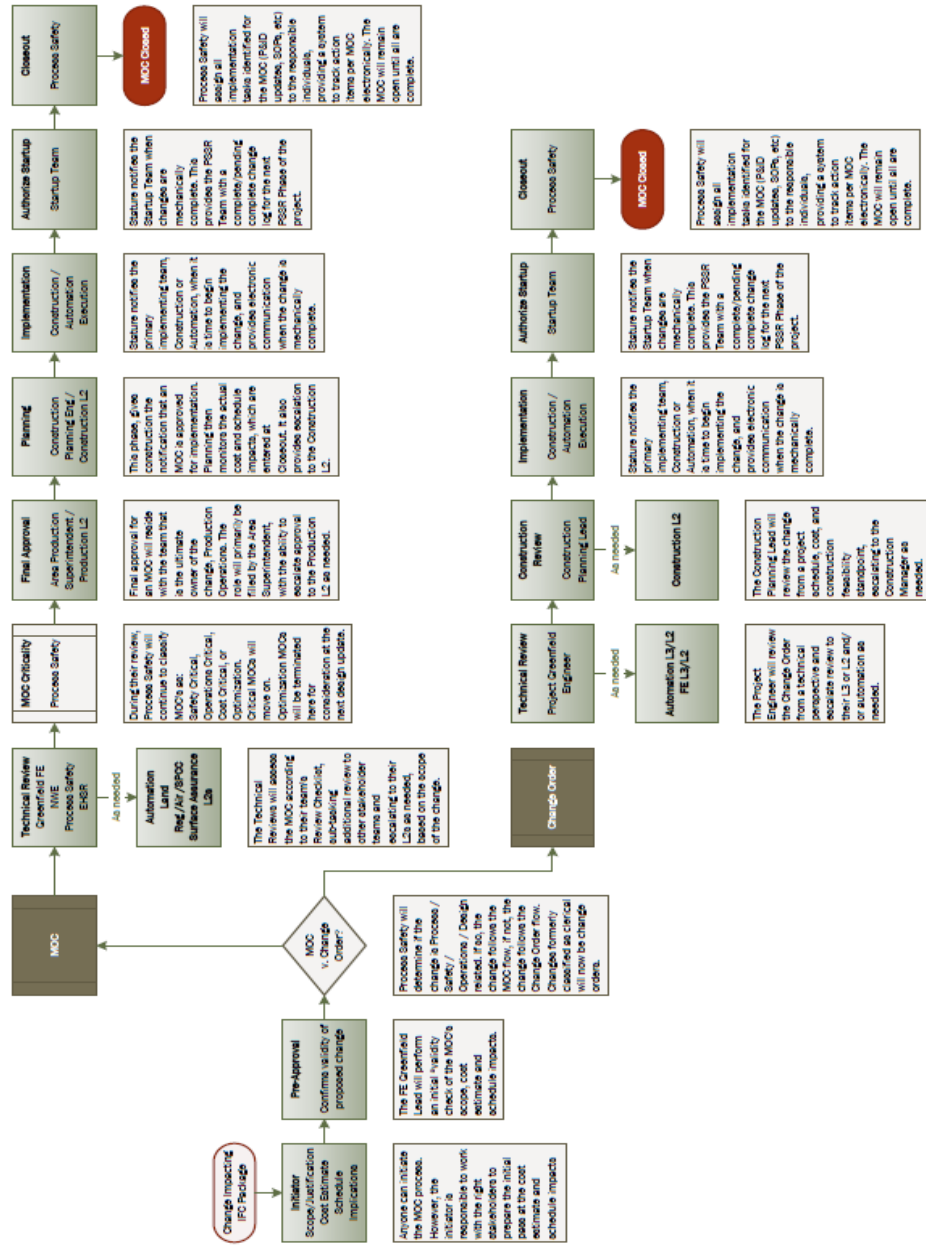 Change Impacting
IFC Package
Initiator
Scope/Justification
Cost Estimate
Schedule
Implications
Anyone can initiate
the MOC process.
However, the
initiator is
responsible to work
with the right
stakeholders to
prepare the initial
pass at the cost
estimate and
schedule impacts
Pre-Approval
Confirms validity of
proposed change
The FE Greenfield
Lead will perform
an initial "validity
check of the MOC's
scope, cost
estimate and
schedule impacts.
MOC
v. Change
Order?
Process Safety will
determine if the
change is Process /
Safety /
Operations / Design
related. If so, the
change follows the
MOC flow, if not, the
change follows the
Change Order flow.
Changes formerly
classified as clerical
will now be change
orders.
MOC
Technical Review
Greenfield FE
NWE
Process Safety
EHSR
As needed
Automation
Land
Reg /Air /SPCC
Surface Assurance
L2s
The Technical
Reviews will assess
the MOC according
to their team's
Review Checklist,
sub-tasking
additional review to
other stakeholder
teams and
escalating to their
L2s as needed,
based on the scope
of the change.
MOC Criticality
Process Safety
During their review,
Process Safety will
continue to classify
MOC's as:
Safety Critical,
Operations Critical,
Cost Critical, or
Optimization.
Critical MOCs will
move on.
Optimization MOCs
will be terminated
here for
consideration at the
next design update.
Final Approval
Area Production
Superintendent /
Production L2
Final approval for
an MOC will reside
with the team that
is the ultimate
owner of the
change, Production
Operations. The
role will primarily be
filled by the Area
Superintendent,
with the ability to
escalate approval
to the Production
L2 as needed.
Planning
Construction
Planning Eng /
Construction L2
This phase, gives
construction the
notification that an
MOC is approved
for implementation.
Planning then
monitors the actual
cost and schedule
impacts, which are
entered at
Closeout. It also
provides escalation
to the Construction
L2.
Implementation
Construction /
Automation
Execution
Stature notifies the
primary
implementing team,
Construction or
Automation, when it
is time to begin
implementing the
change, and
provides electronic
communication
when the change is
mechanically
complete.
Authorize Startup
Startup Team
Stature notifies the
Startup Team when
changes are
mechanically
complete. This
provides the PSSR
Team with a
complete/pending
complete change
log for the next
PSSR Phase of the
project.
Closeout
Process Safety
MOC Closed
Process Safety will
assign all
implementation
tasks identified for
the MOC (P&ID
updates, SOPs, etc)
to the responsible
individuals,
providing a system
to track action
items per MOC
electronically. The
MOC will remain
open until all are
complete.
Change Order
Technical Review
Project Greenfield
Engineer
As needed
Automation L3/L2
FE L3/L2
The Project
Engineer will review
the Change Order
from a technical
perspective and
escalate review to
their L3 or L2 and/
or automation as
needed.
Construction
Review
Construction
Planning Lead
As needed
Construction L2
The Construction
Planning Lead will
review the change
from a project
schedule, cost, and
construction
feasibility
standpoint,
escalating to the
Construction
Manager as
needed.
Implementation
Construction /
Automation
Execution
Stature notifies the
primary
implementing team,
Construction or
Automation, when it
is time to begin
implementing the
change, and
provides electronic
communication
when the change is
mechanically
complete.
Authorize Startup
Startup Team
Stature notifies the
Startup Team when
changes are
mechanically
complete. This
provides the PSSR
Team with a
complete/pending
complete change
log for the next
PSSR Phase of the
project.
Closeout
Process Safety
MOC Closed
Process Safety will
assign all
implementation
tasks identified for
the MOC (P&ID
updates, SOPs, etc)
to the responsible
individuals,
providing a system
to track action
items per MOC
electronically. The
MOC will remain
open until all are
complete.